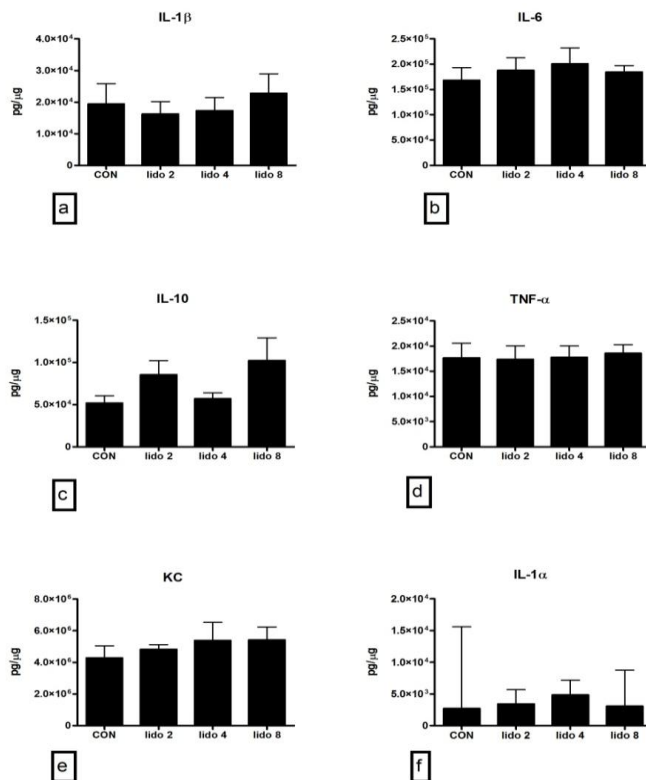 IL-1β
4.0×10⁴
3.0×10⁴
2.0×10⁴
1.0×10⁴
0
pg/µg
CON lido 2 lido 4 lido 8
a
IL-6
2.5×10⁵
2.0×10⁵
1.5×10⁵
1.0×10⁵
5.0×10⁴
0
pg/µg
CON lido 2 lido 4 lido 8
b
IL-10
1.5×10⁵
1.0×10⁵
5.0×10⁴
0
pg/µg
CON lido 2 lido 4 lido 8
c
TNF-α
2.5×10⁴
2.0×10⁴
1.5×10⁴
1.0×10⁴
5.0×10³
0
pg/µg
CON lido 2 lido 4 lido 8
d
KC
8.0×10⁶
6.0×10⁶
4.0×10⁶
2.0×10⁶
0
pg/µg
CON lido 2 lido 4 lido 8
e
IL-1α
2.0×10⁴
1.5×10⁴
1.0×10⁴
5.0×10³
0
pg/µg
CON lido 2 lido 4 lido 8
f